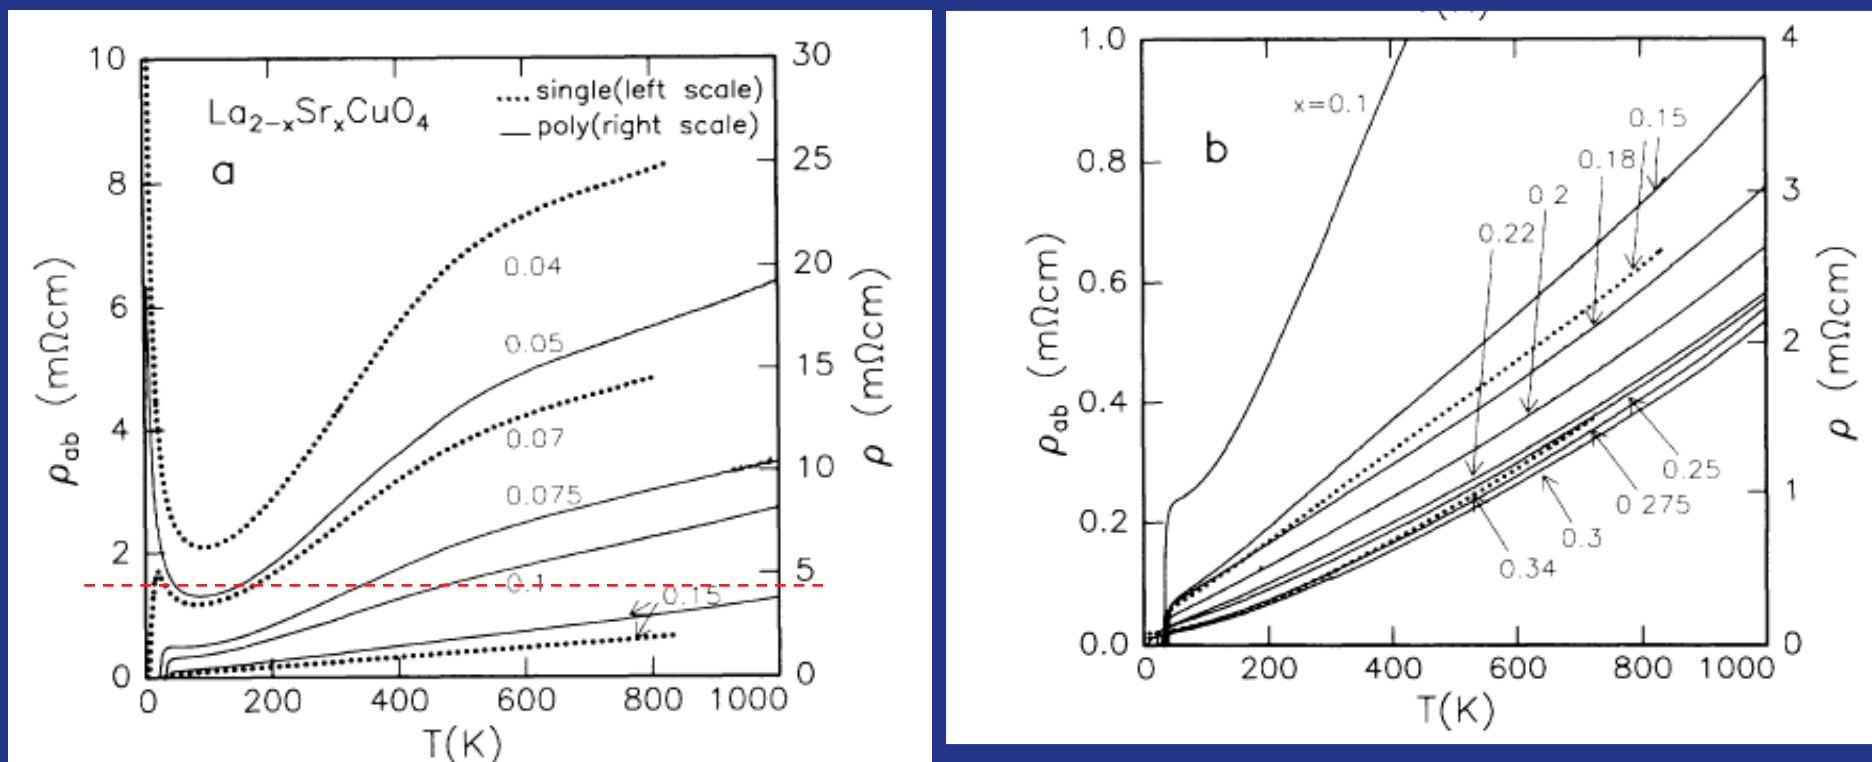 10
30
La2-xSrxCuO4
single(left scale)
poly(right scale)
a
25
8
0.04
20
6
0.05
15
4
0.07
10
0.075
2
5
0.1
0.15
0
0
0 200 400 600 800 1000
T(K)
ρab (mΩcm)
ρ (mΩcm)
1.0
4
x=0.1
b
0.15
0.8
0.18
3
0 2
0.22
0.6
2
0.4
0.25
1
0.275
0.2
0.3
0.34
0.0
0
0 200 400 600 800 1000
T(K)
ρab (mΩcm)
ρ (mΩcm)